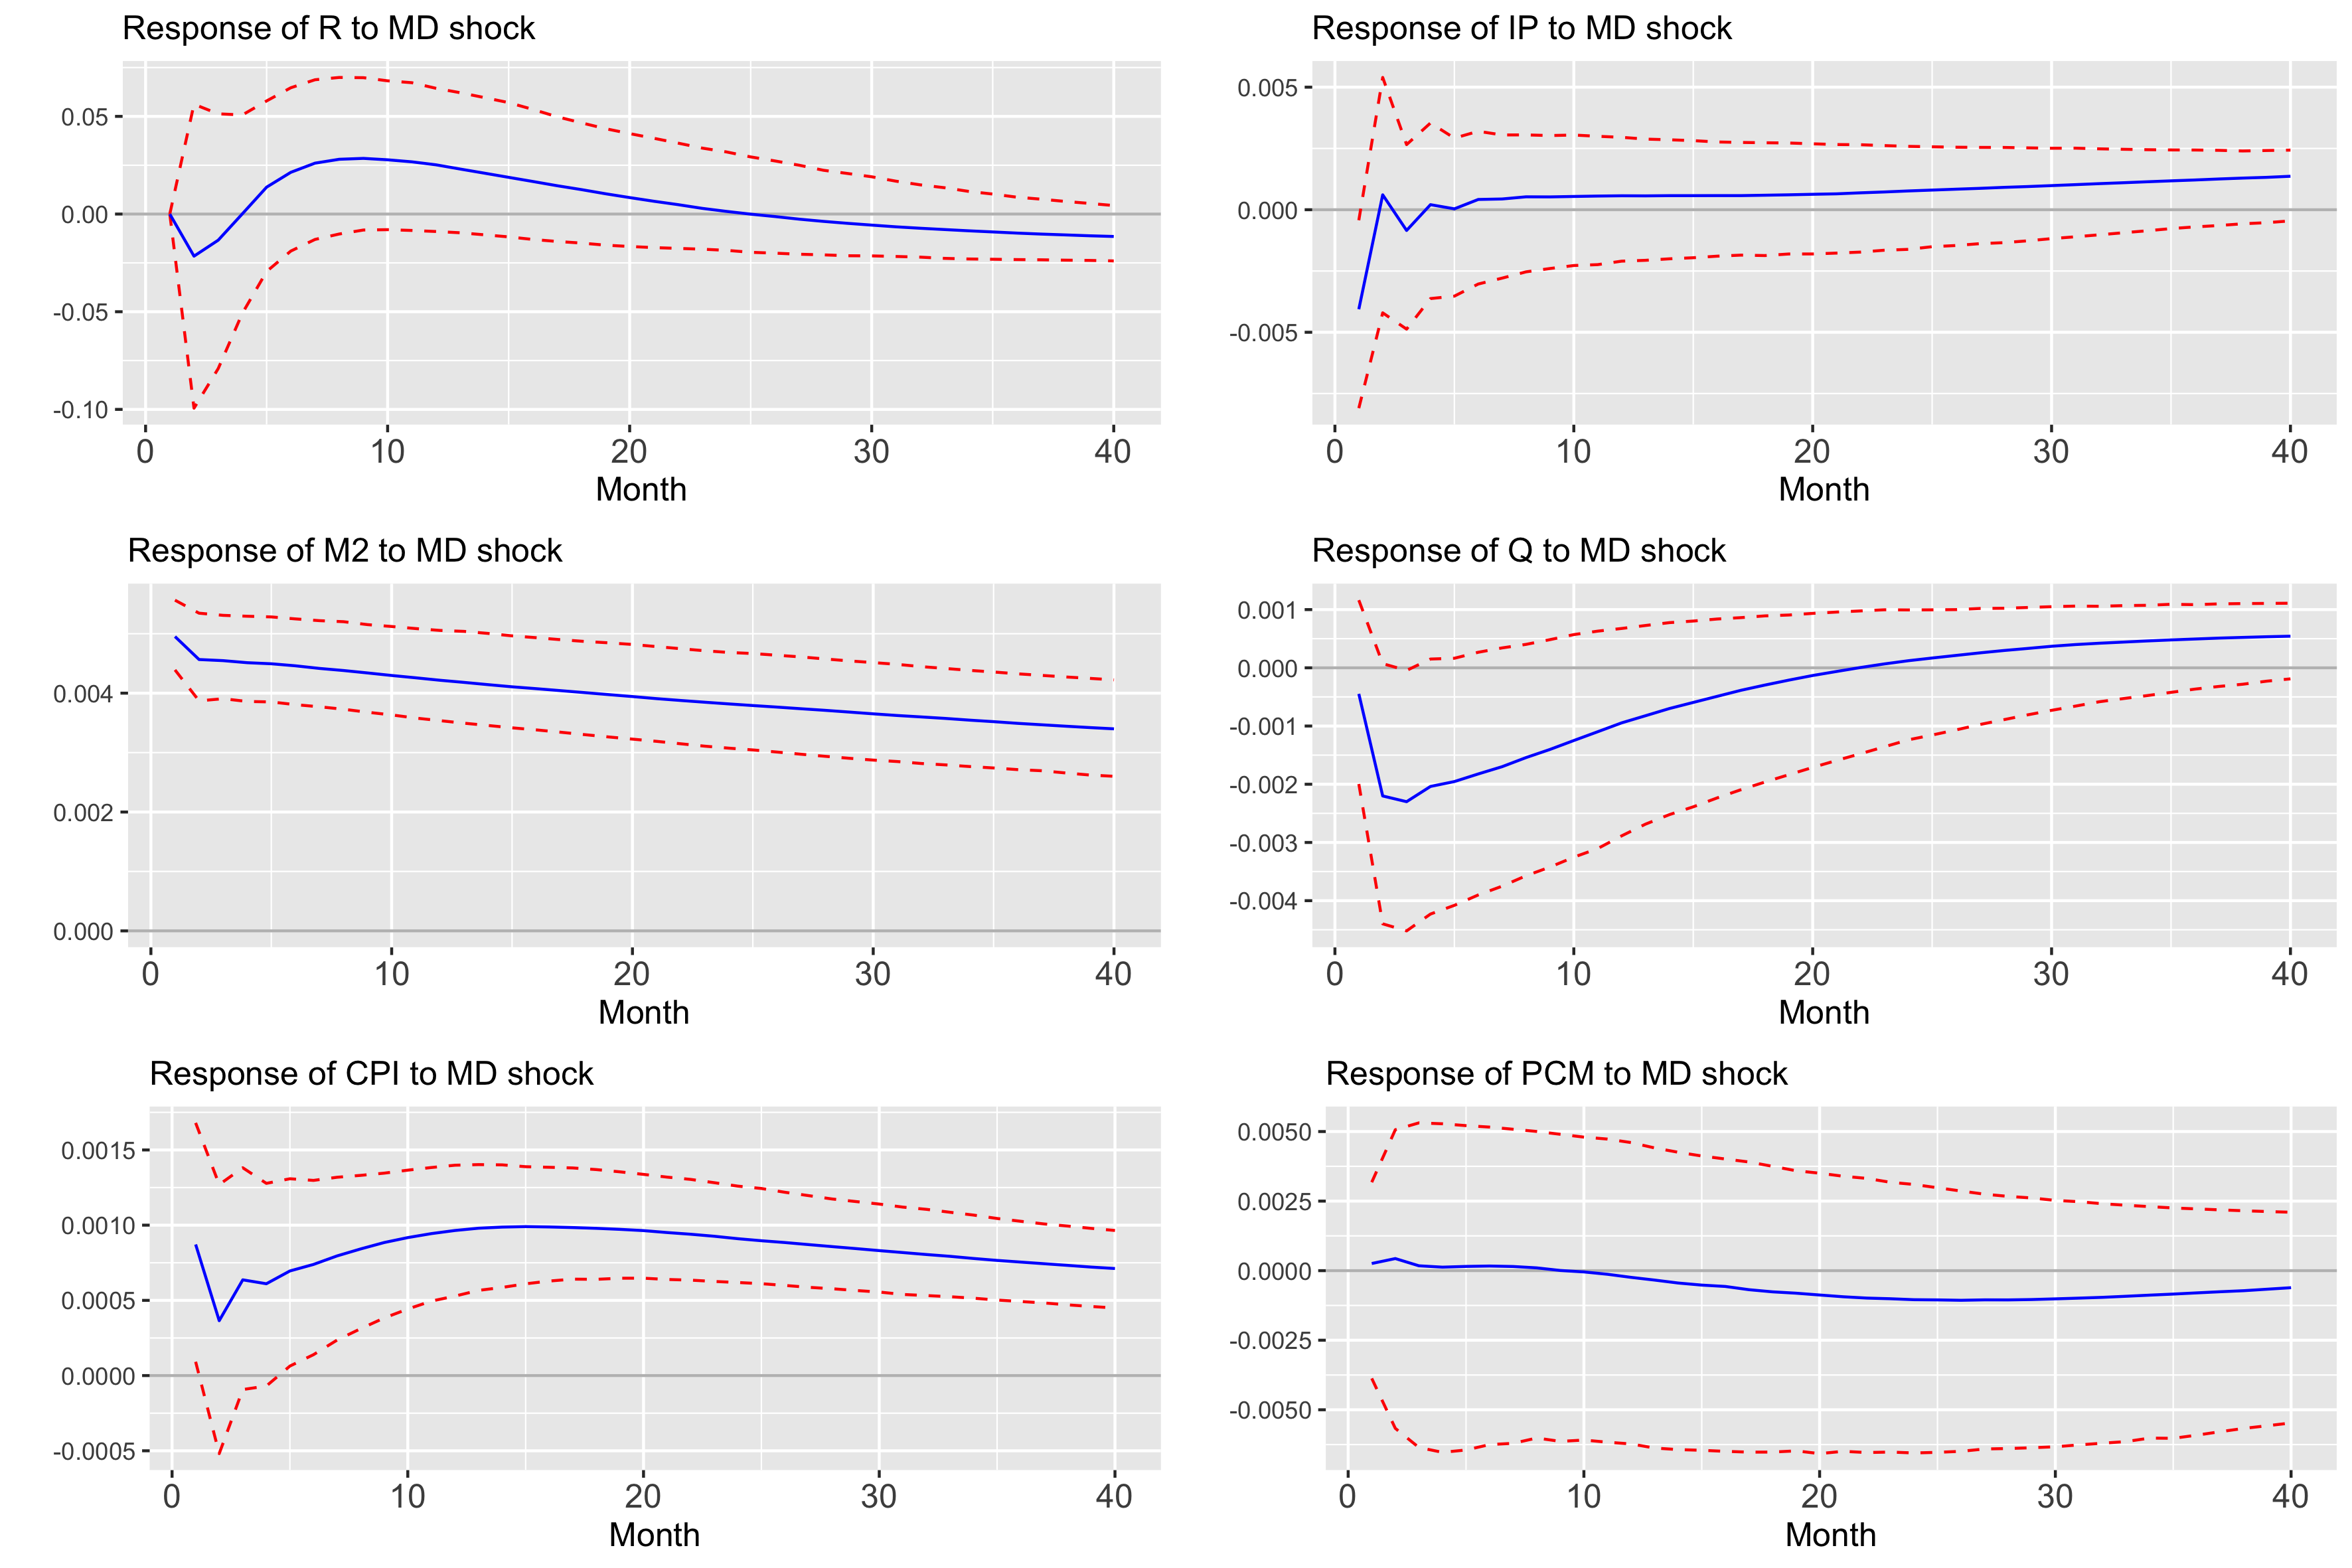 Response of R to MD shock
0.05
0.00
-0.05
-0.10
0 10 20 30 40
Month
Response of IP to MD shock
0.005
0.000
-0.005
0 10 20 30 40
Month
Response of M2 to MD shock
0.004
0.002
0.000
0 10 20 30 40
Month
Response of Q to MD shock
0.001
0.000
-0.001
-0.002
-0.003
-0.004
0 10 20 30 40
Month
Response of CPI to MD shock
0.0015
0.0010
0.0005
0.0000
-0.0005
0 10 20 30 40
Month
Response of PCM to MD shock
0.0050
0.0025
0.0000
-0.0025
-0.0050
0 10 20 30 40
Month